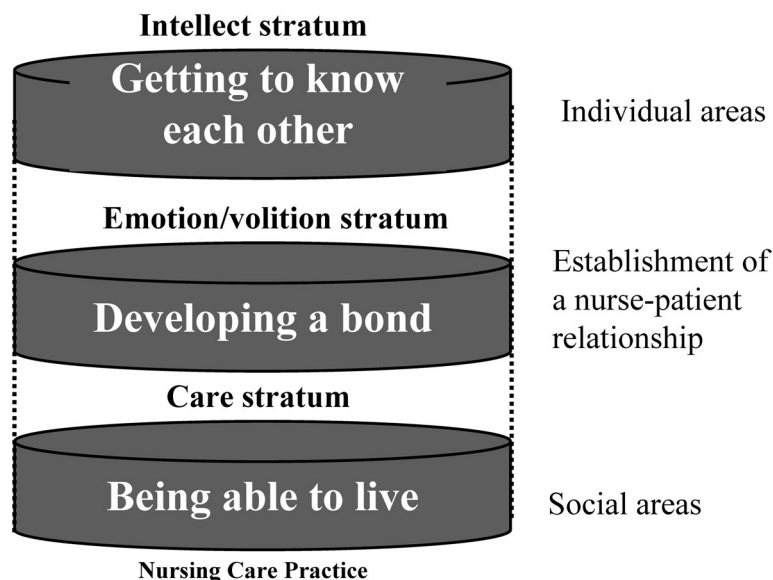 Intellect stratum
Getting to know
each other
Individual areas
Emotion/volition stratum
Establishment of
a nurse-patient
relationship
Developing a bond
Care stratum
Being able to live
Social areas
Nursing Care Practice